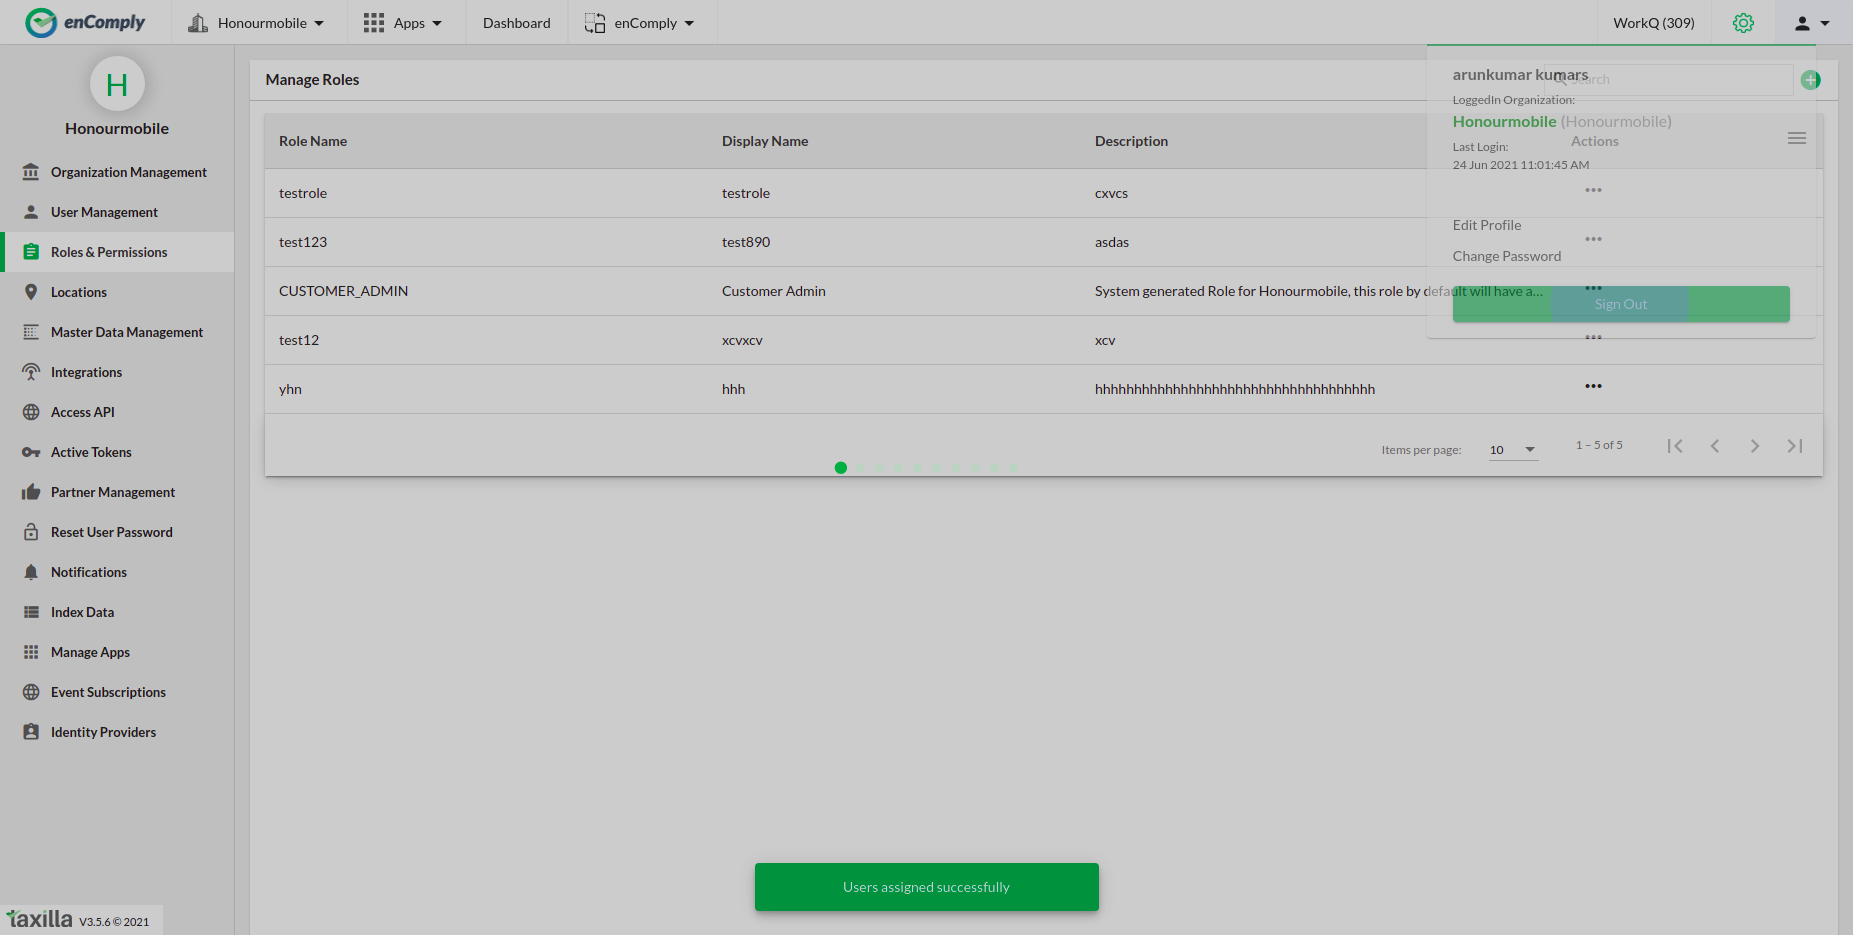 enComply
Honourmobile
Apps
Dashboard
enComply
WorkQ (309)
H
Honourmobile
Organization Management
User Management
Roles & Permissions
Locations
Master Data Management
Integrations
Access API
Active Tokens
Partner Management
Reset User Password
Notifications
Index Data
Manage Apps
Event Subscriptions
Identity Providers
taxilla V3.5.6 © 2021
Manage Roles
Search
arunkumar kumars
LoggedIn Organization:
Honourmobile (Honourmobile)
Last Login:
24 Jun 2021 11:01:45 AM
Edit Profile
Change Password
Sign Out
Role Name Display Name Description Actions
testrole testrole cxvcs
test123 test890 asdas
CUSTOMER_ADMIN Customer Admin System generated Role for Honourmobile, this role by default will have a...
test12 xcvxcv xcv
yhn hhh hhhhhhhhhhhhhhhhhhhhhhhhhhhhhhhhhhhh
Items per page: 10 1 – 5 of 5
Users assigned successfully